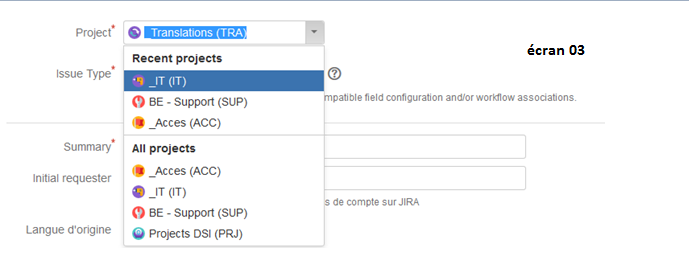 Project* _Translations (TRA)
écran 03
Recent projects
Issue Type*
_IT (IT)
BE - Support (SUP)
mpatible field configuration and/or workflow associations.
_Acces (ACC)
Summary*
All projects
_Acces (ACC)
Initial requester
_IT (IT)
s de compte sur JIRA
BE - Support (SUP)
Langue d'origine
Projects DSI (PRJ)